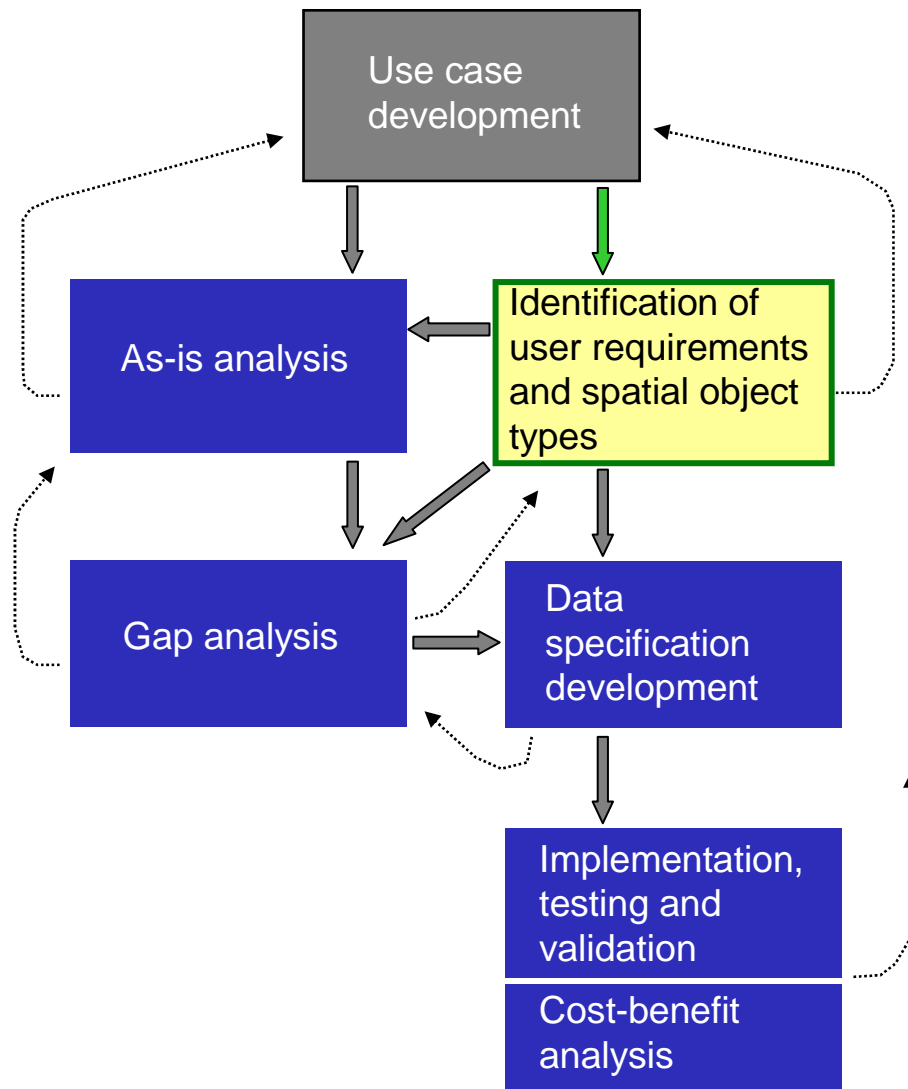 Use case
development
As-is analysis
Identification of
user requirements
and spatial object
types
Gap analysis
Data
specification
development
Implementation,
testing and
validation
Cost-benefit
analysis